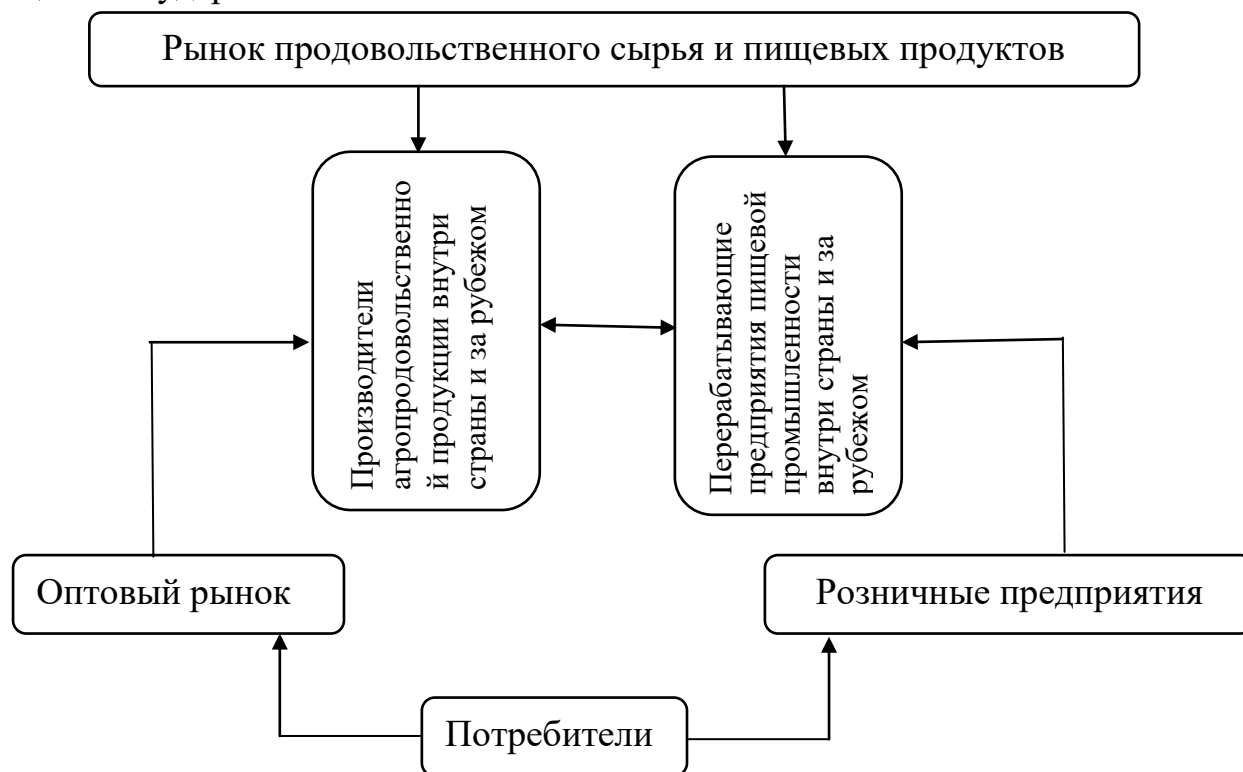 Рынок продовольственного сырья и пищевых продуктов
Производители
агропродовольственно
й продукции внутри
страны и за рубежом
Перерабатывающие
предприятия пищевой
промышленности
внутри страны и за
рубежом
Оптовый рынок
Розничные предприятия
Потребители